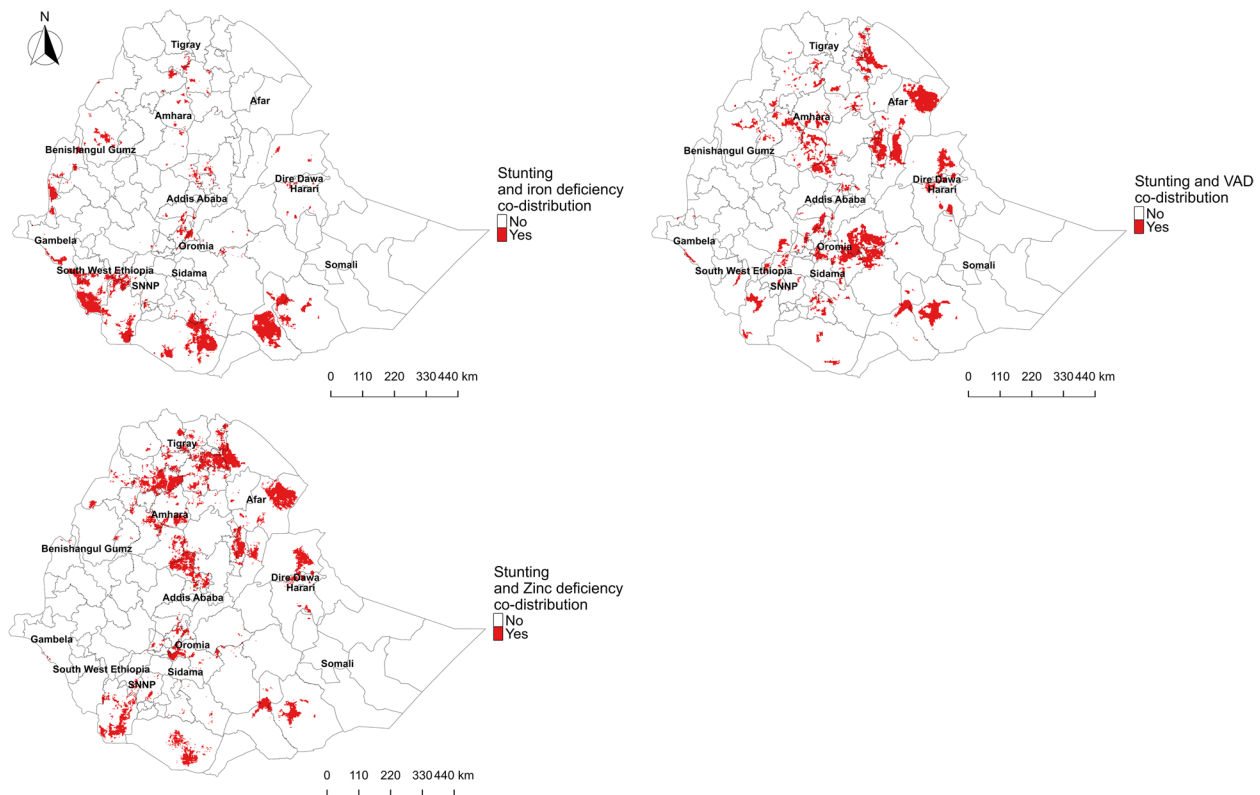 N
Tigray
Afar
Amhara
Benishangul Gumz
Dire Dawa
Harari
Addis Ababa
Gambela
Oromia
South West Ethiopia
Sidama
SNNP
Somali
Stunting
and iron deficiency
co-distribution
No
Yes
0 110 220 330 440 km
Tigray
Afar
Amhara
Benishangul Gumz
Dire Dawa
Harari
Addis Ababa
Gambela
Oromia
South West Ethiopia
Sidama
SNNP
Somali
Stunting and VAD
co-distribution
No
Yes
0 110 220 330 440 km
Tigray
Afar
Amhara
Benishangul Gumz
Dire Dawa
Harari
Addis Ababa
Gambela
Oromia
South West Ethiopia
Sidama
SNNP
Somali
Stunting
and Zinc deficiency
co-distribution
No
Yes
0 110 220 330 440 km